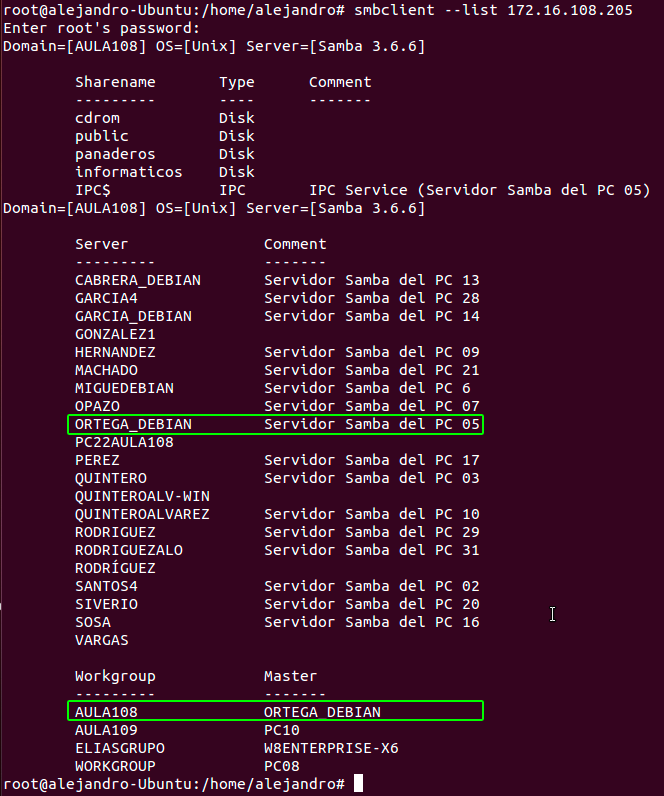 root@alejandro-Ubuntu:/home/alejandro# smbclient --list 172.16.108.205
Enter root's password:
Domain=[AULA108] OS=[Unix] Server=[Samba 3.6.6]
Sharename Type Comment
--------- ---- -------
cdrom Disk
public Disk
panaderos Disk
informaticos Disk
IPC$ IPC IPC Service (Servidor Samba del PC 05)
Domain=[AULA108] OS=[Unix] Server=[Samba 3.6.6]
Server Comment
--------- -------
CABRERA_DEBIAN Servidor Samba del PC 13
GARCIA4 Servidor Samba del PC 28
GARCIA_DEBIAN Servidor Samba del PC 14
GONZALEZ1
HERNANDEZ Servidor Samba del PC 09
MACHADO Servidor Samba del PC 21
MIGUEDEBIAN Servidor Samba del PC 6
OPAZO Servidor Samba del PC 07
ORTEGA_DEBIAN Servidor Samba del PC 05
PC22AULA108
PEREZ Servidor Samba del PC 17
QUINTERO Servidor Samba del PC 03
QUINTEROALV-WIN
QUINTEROALVAREZ Servidor Samba del PC 10
RODRIGUEZ Servidor Samba del PC 29
RODRIGUEZALO Servidor Samba del PC 31
RODRÍGUEZ
SANTOS4 Servidor Samba del PC 02
SIVERIO Servidor Samba del PC 20
SOSA Servidor Samba del PC 16
VARGAS
Workgroup Master
--------- -------
AULA108 ORTEGA_DEBIAN
AULA109 PC10
ELIASGRUPO W8ENTERPRISE-X6
WORKGROUP PC08
root@alejandro-Ubuntu:/home/alejandro#